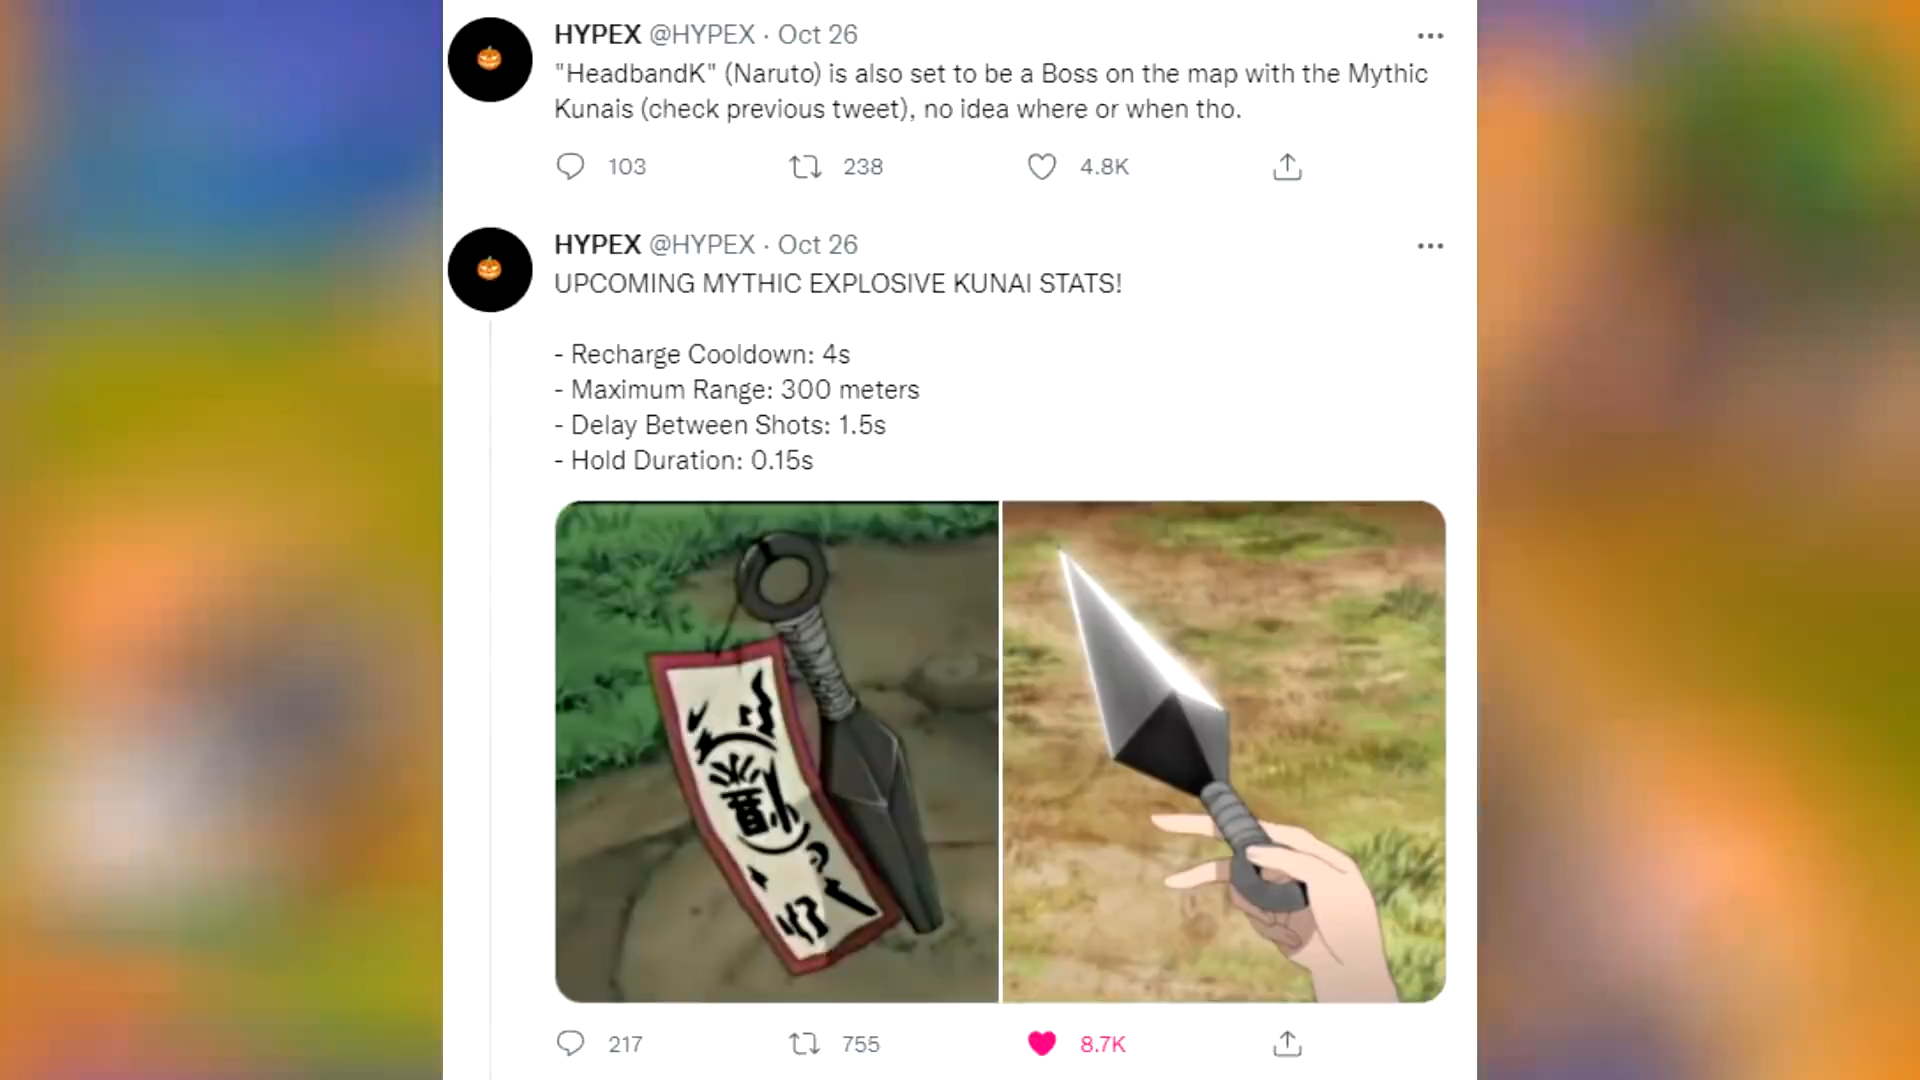 HYPEX @HYPEX · Oct 26
"HeadbandK" (Naruto) is also set to be a Boss on the map with the Mythic
Kunais (check previous tweet), no idea where or when tho.
103 238 4.8K
HYPEX @HYPEX · Oct 26
UPCOMING MYTHIC EXPLOSIVE KUNAI STATS!
- Recharge Cooldown: 4s
- Maximum Range: 300 meters
- Delay Between Shots: 1.5s
- Hold Duration: 0.15s
217 755 8.7K